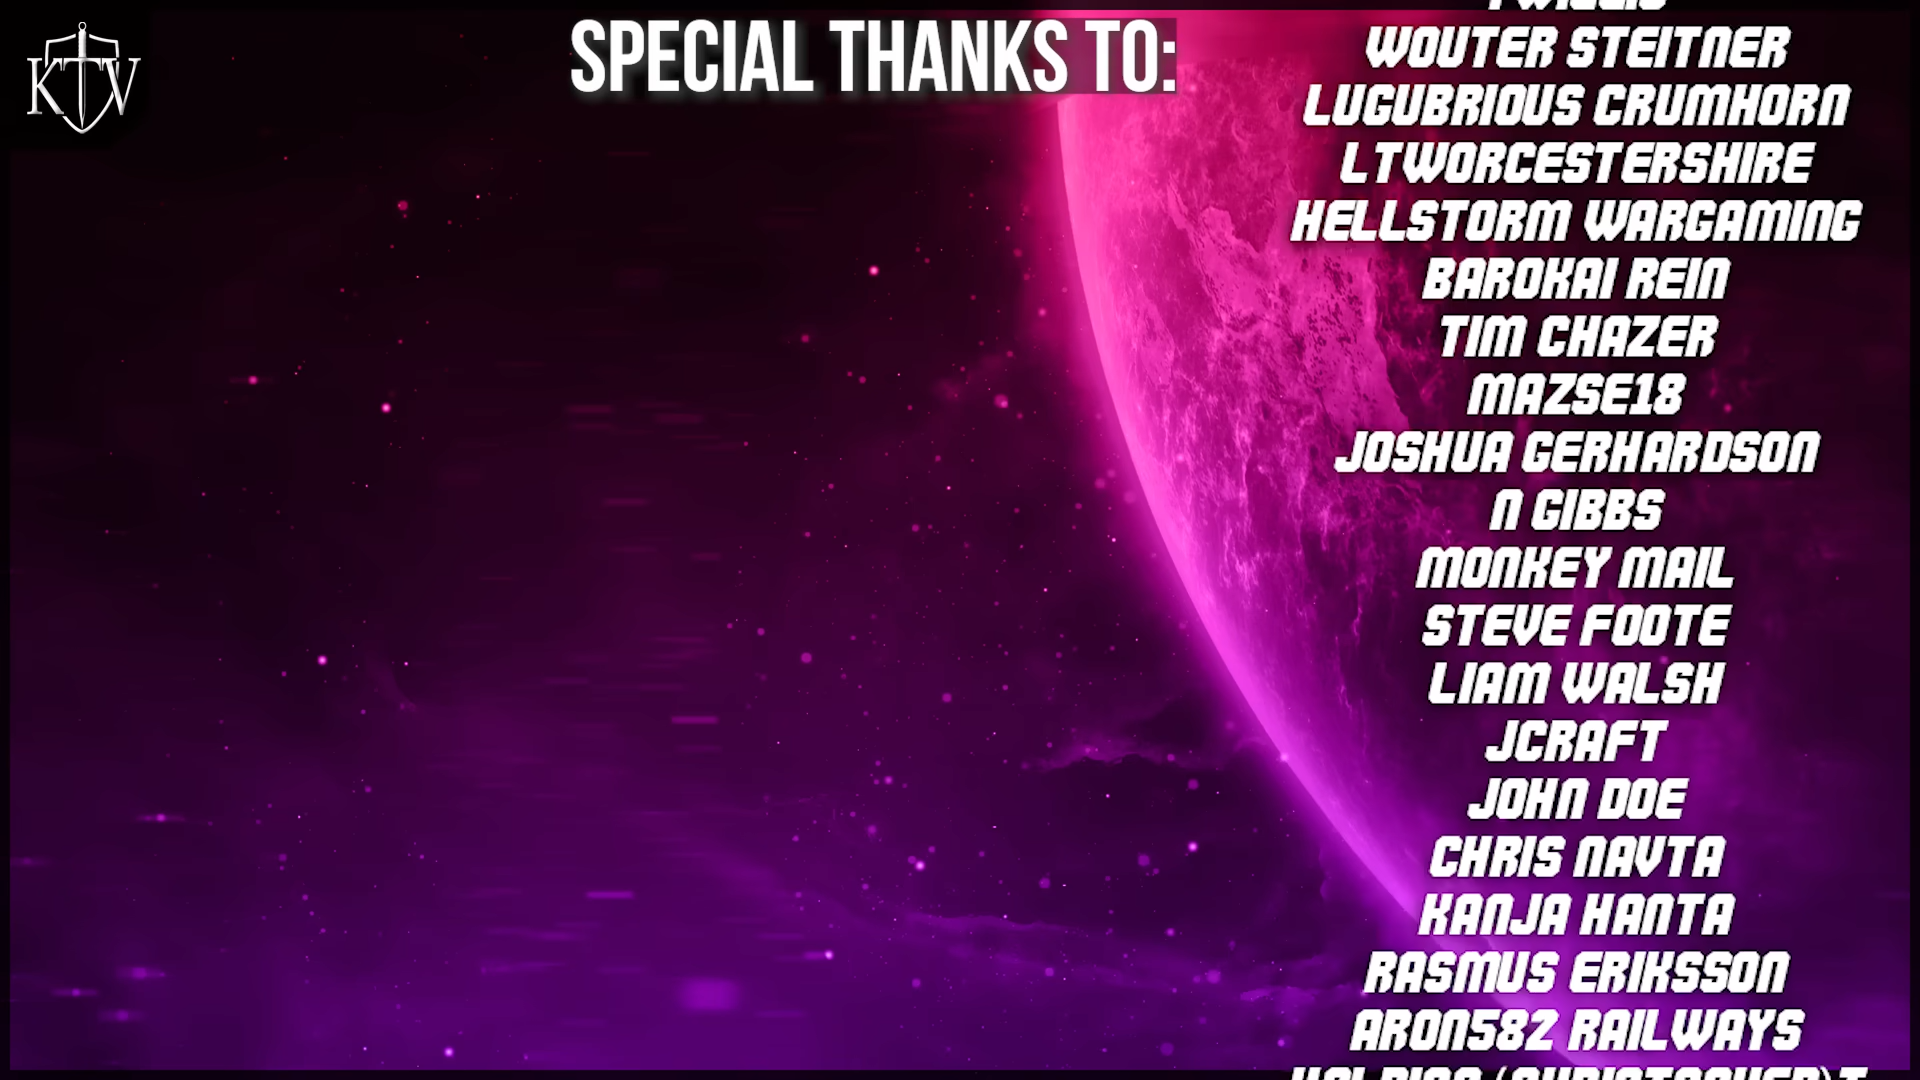 KTV
SPECIAL THANKS TO:
WOUTER STEITNER
LUGUBRIOUS CRUMHORN
LTWORCESTERSHIRE
HELLSTORM WARGAMING
BAROKAI REIN
TIM CHAZER
MAZSE18
JOSHUA GERHARDSON
N GIBBS
MONKEY MAIL
STEVE FOOTE
LIAM WALSH
JCRAFT
JOHN DOE
CHRIS NAVTA
KANJA HANTA
RASMUS ERIKSSON
ARON582 RAILWAYS